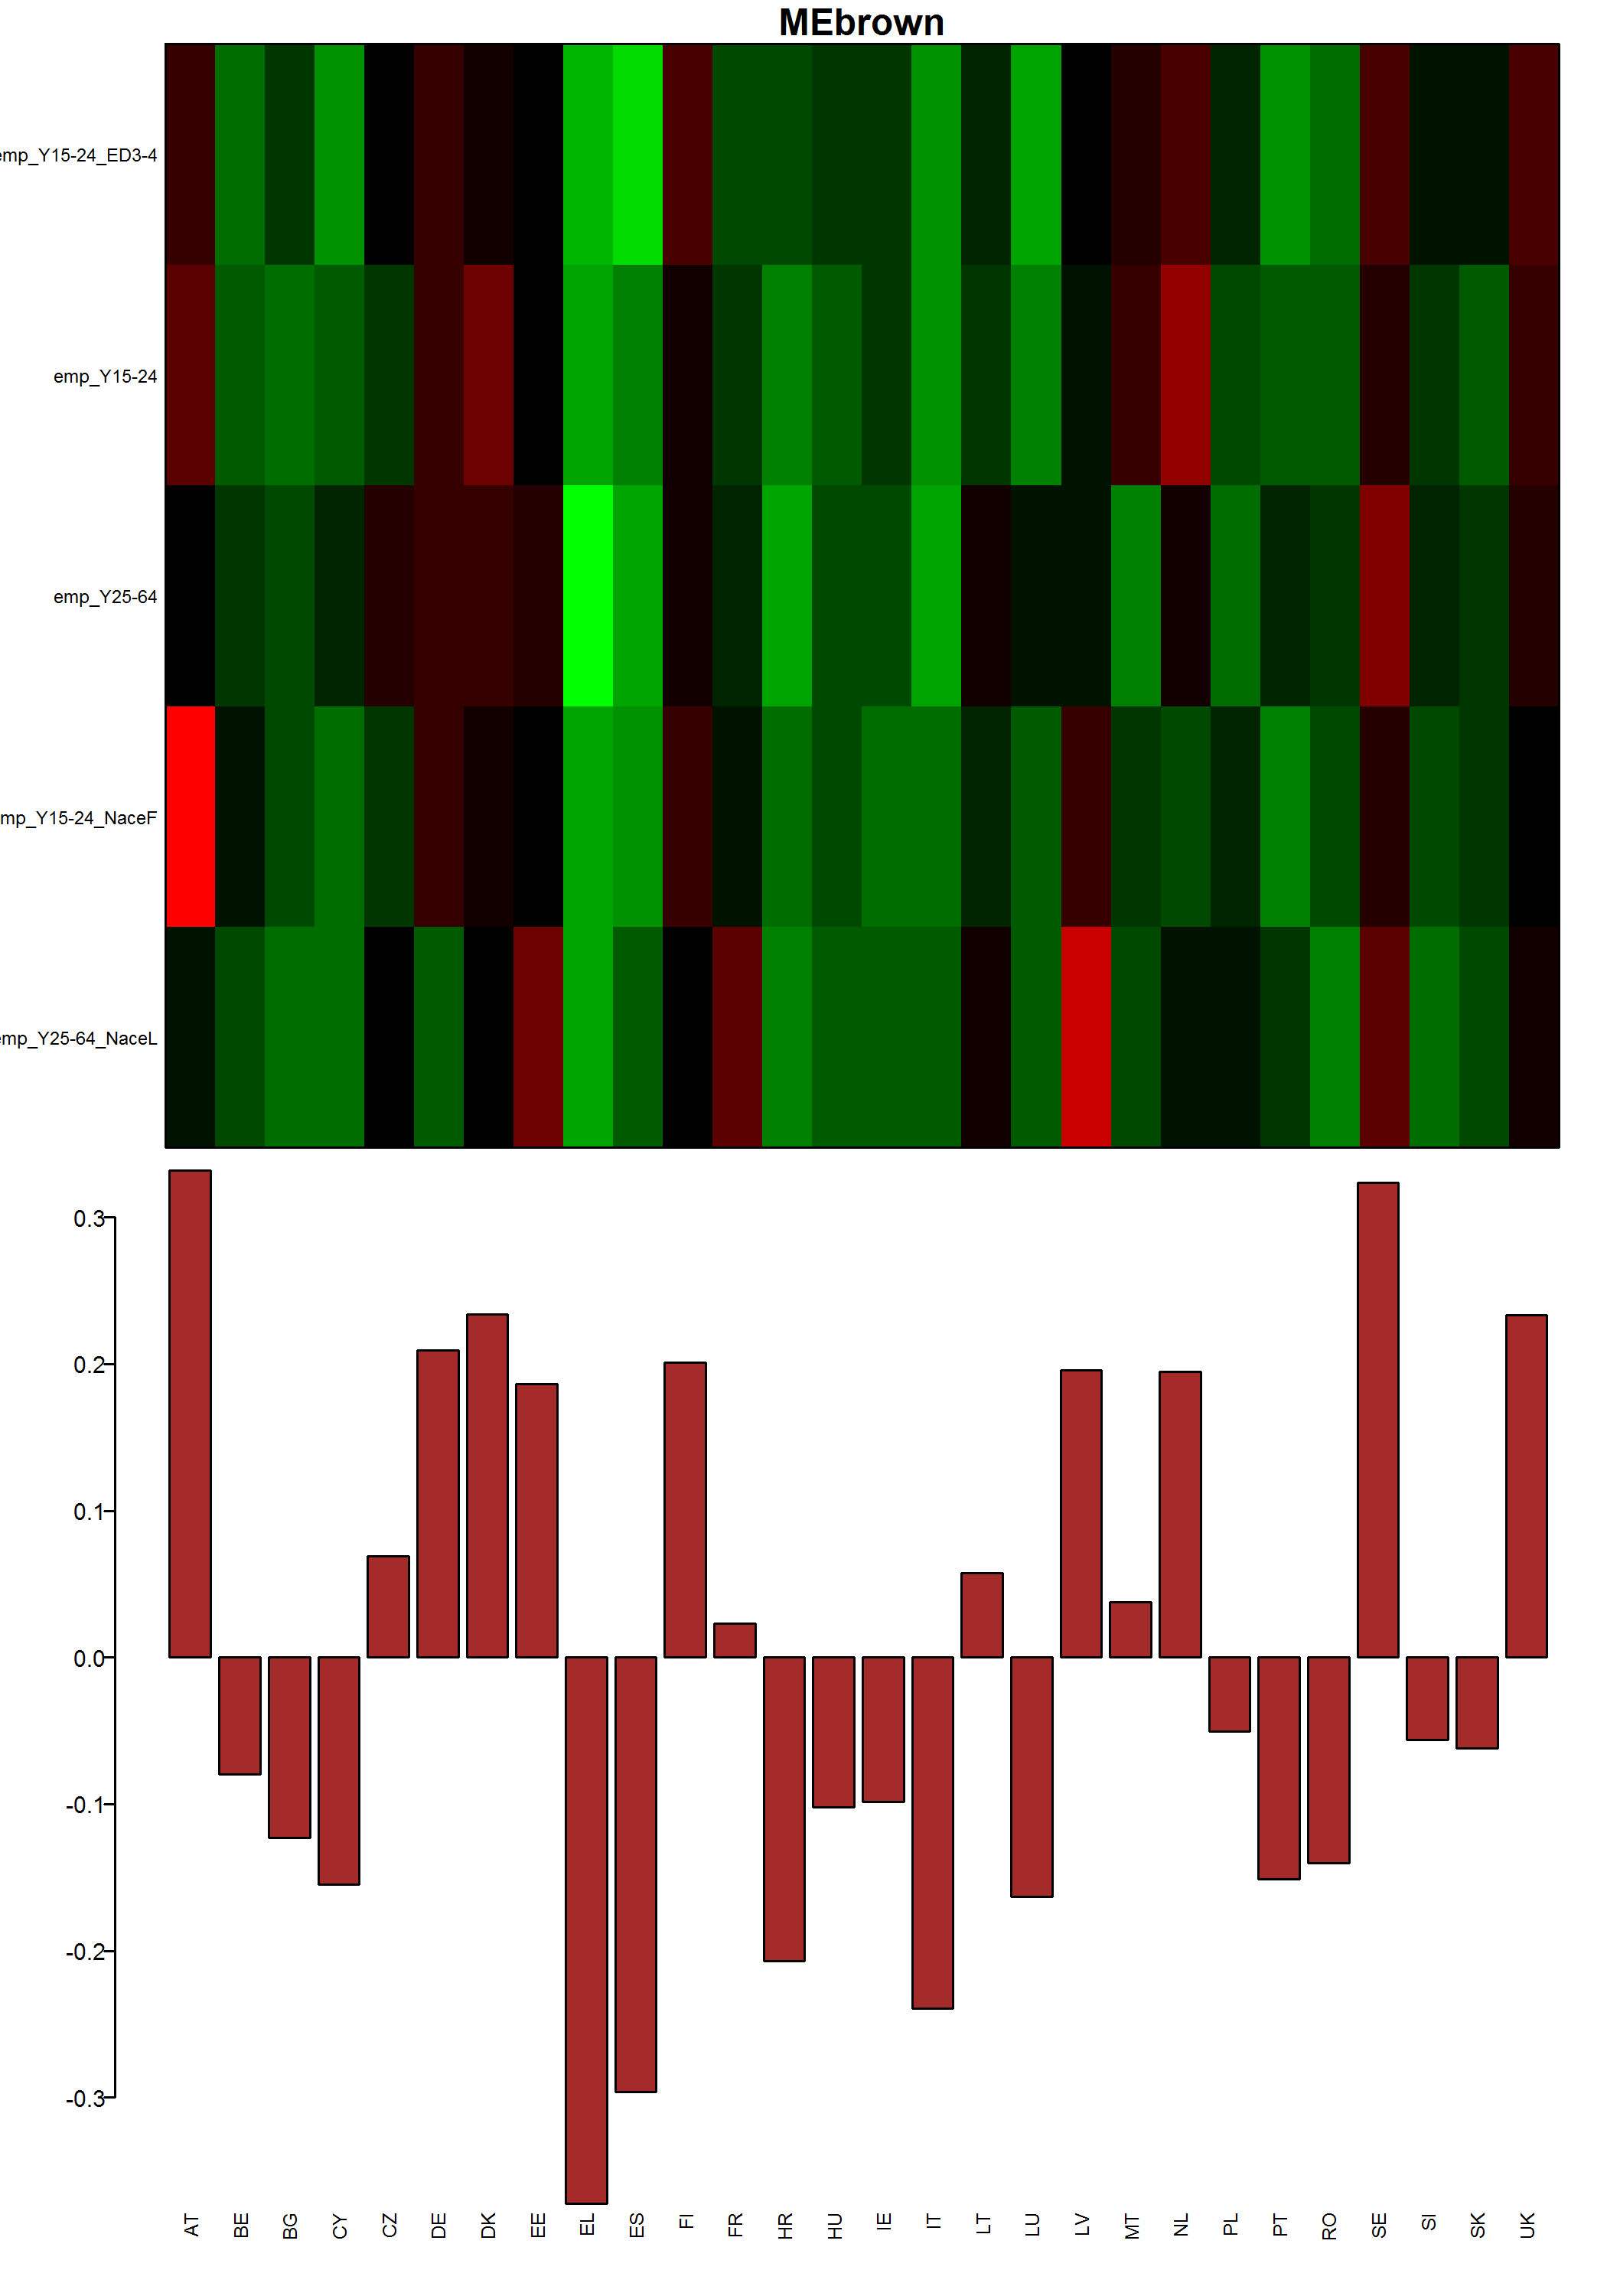 MEbrown
emp_Y15-24_ED3-4
emp_Y15-24
emp_Y25-64
mp_Y15-24_NaceF
emp_Y25-64_NaceL
0.3
0.2
0.1
0.0
-0.1
-0.2
-0.3
AT BE BG CY CZ DE DK EE EL ES FI FR HR HU IE IT LT LU LV MT NL PL PT RO SE SI SK UK